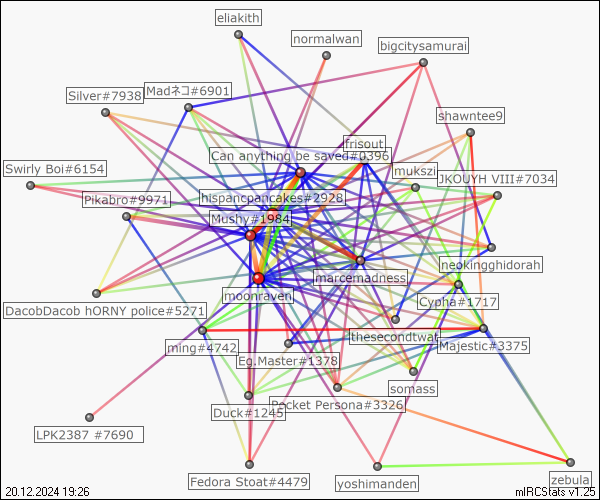 eliakith
normalwan
bigcitysamurai
Madネコ#6901
Silver#7938
shawntee9
frisout
Can anything be saved#0396
Swirly Boi#6154
mukszi
JKOUYH VIII#7034
Pikabro#9971
hispancpancakes#2928
Mushy#1984
neokingghidorah
marcemadness
moonraven
Cypha#1717
DacobDacob hORNY police#5271
thesecondtwat
ming#4742
Majestic#3375
Eg.Master#1378
somass
Pocket Persona#3326
Duck#1245
LPK2387 #7690
Fedora Stoat#4479
yoshimanden
zebula
20.12.2024 19:26
mIRCStats v1.25